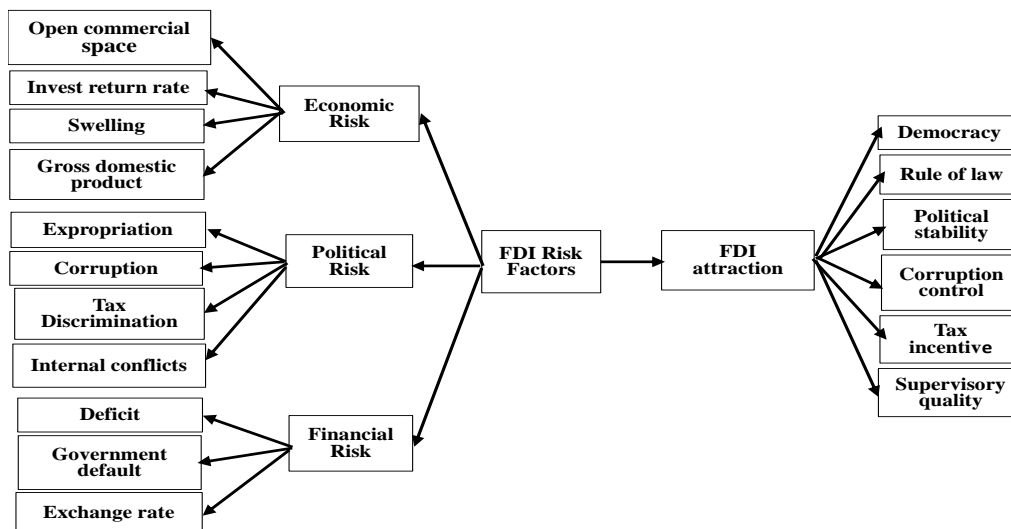 Open commercial
space
Invest return rate
Swelling
Gross domestic
product
Economic
Risk
Expropriation
Corruption
Tax
Discrimination
Internal conflicts
Political
Risk
Deficit
Government
default
Exchange rate
Financial
Risk
FDI Risk
Factors
FDI
attraction
Democracy
Rule of law
Political
stability
Corruption
control
Tax
incentive
Supervisory
quality